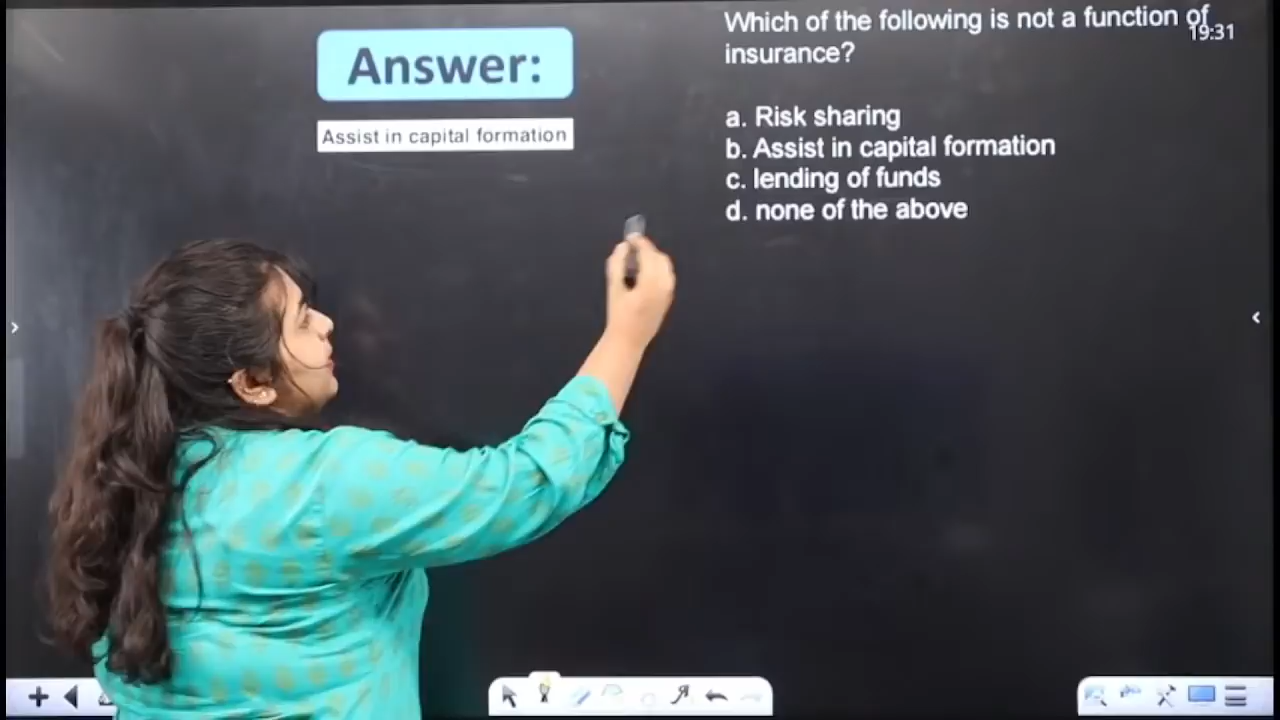 Answer:
Assist in capital formation
Which of the following is not a function of
insurance?
19:31
a. Risk sharing
b. Assist in capital formation
c. lending of funds
d. none of the above